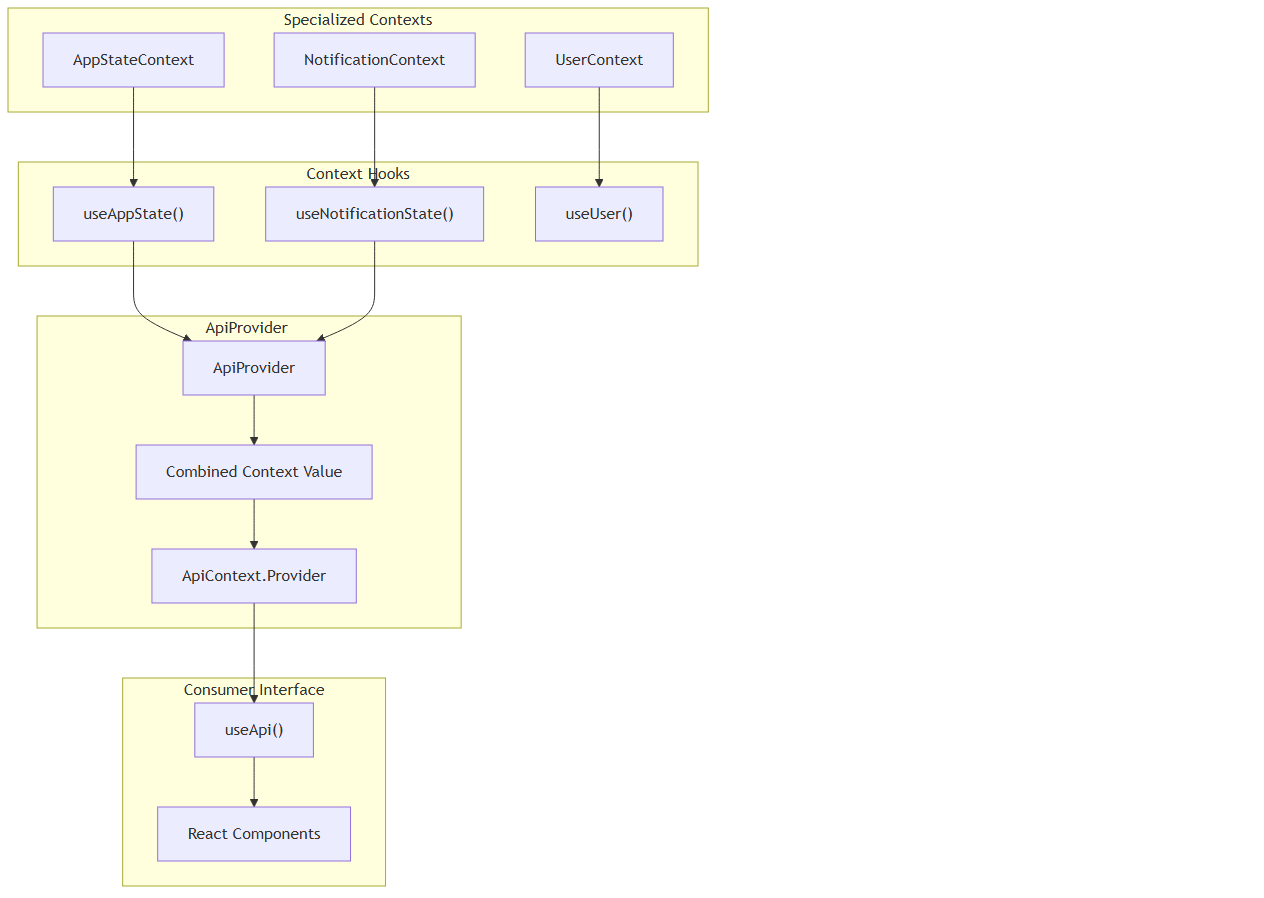 Specialized Contexts
AppStateContext
NotificationContext
UserContext
Context Hooks
useAppState()
useNotificationState()
useUser()
ApiProvider
ApiProvider
Combined Context Value
ApiContext.Provider
Consumer Interface
useApi()
React Components